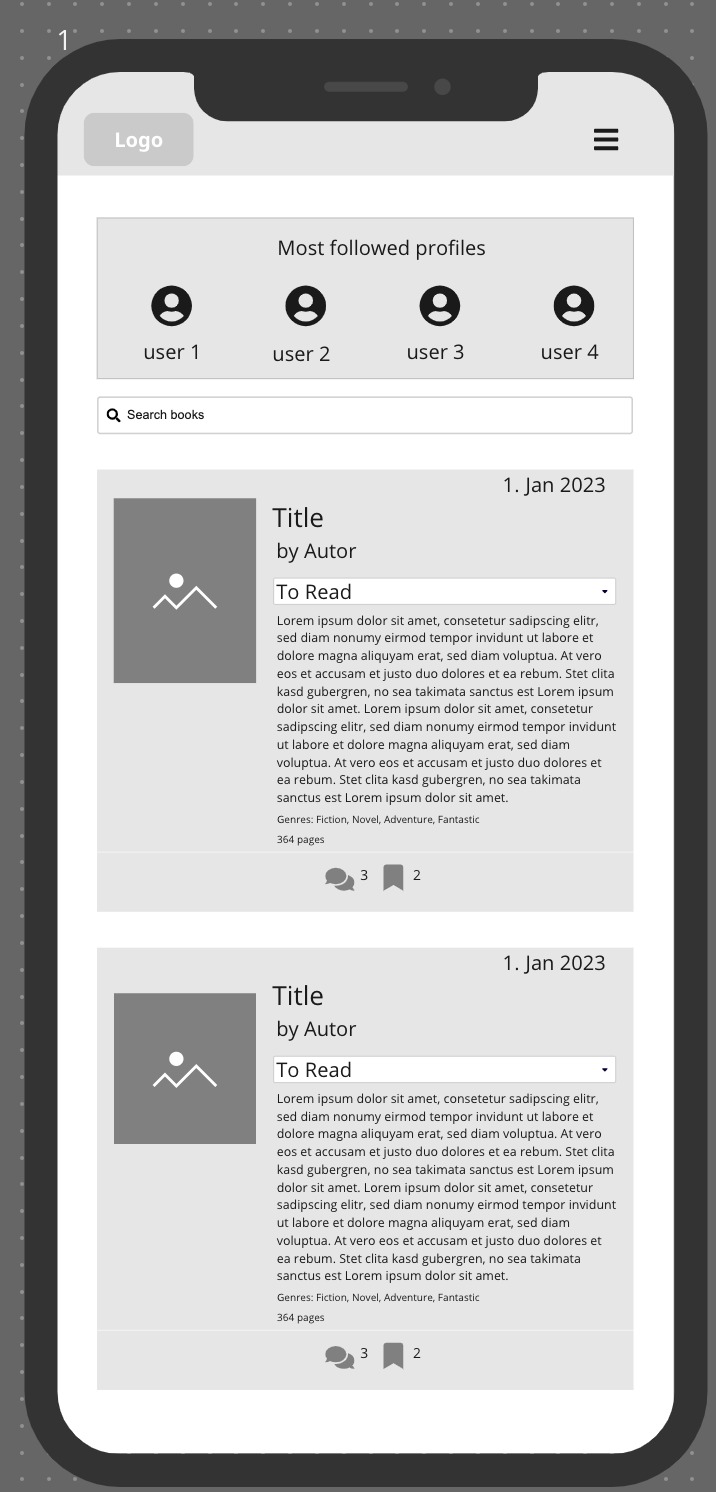 1
Logo
Most followed profiles
user 1 user 2 user 3 user 4
Search books
1. Jan 2023
Title
by Autor
To Read
Lorem ipsum dolor sit amet, consetetur sadipscing elitr,
sed diam nonumy eirmod tempor invidunt ut labore et
dolore magna aliquyam erat, sed diam voluptua. At vero
eos et accusam et justo duo dolores et ea rebum. Stet clita
kasd gubergren, no sea takimata sanctus est Lorem ipsum
dolor sit amet. Lorem ipsum dolor sit amet, consetetur
sadipscing elitr, sed diam nonumy eirmod tempor invidunt
ut labore et dolore magna aliquyam erat, sed diam
voluptua. At vero eos et accusam et justo duo dolores et
ea rebum. Stet clita kasd gubergren, no sea takimata
sanctus est Lorem ipsum dolor sit amet.
Genres: Fiction, Novel, Adventure, Fantastic
364 pages
3 2
1. Jan 2023
Title
by Autor
To Read
Lorem ipsum dolor sit amet, consetetur sadipscing elitr,
sed diam nonumy eirmod tempor invidunt ut labore et
dolore magna aliquyam erat, sed diam voluptua. At vero
eos et accusam et justo duo dolores et ea rebum. Stet clita
kasd gubergren, no sea takimata sanctus est Lorem ipsum
dolor sit amet. Lorem ipsum dolor sit amet, consetetur
sadipscing elitr, sed diam nonumy eirmod tempor invidunt
ut labore et dolore magna aliquyam erat, sed diam
voluptua. At vero eos et accusam et justo duo dolores et
ea rebum. Stet clita kasd gubergren, no sea takimata
sanctus est Lorem ipsum dolor sit amet.
Genres: Fiction, Novel, Adventure, Fantastic
364 pages
3 2